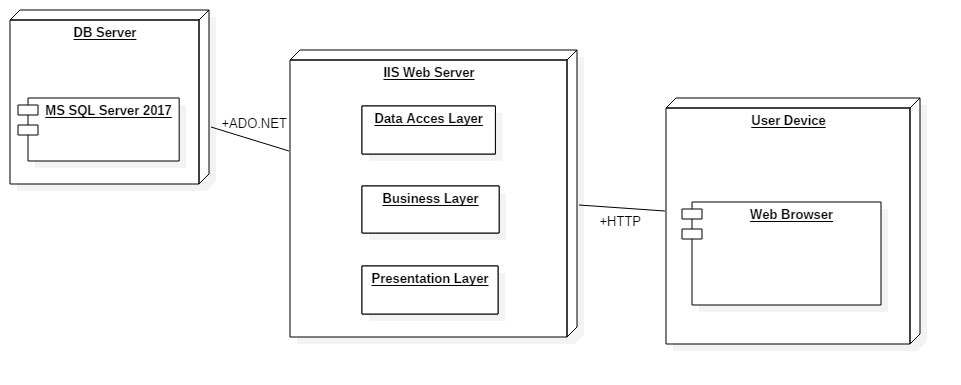 DB Server
MS SQL Server 2017
+ADO.NET
IIS Web Server
Data Acces Layer
Business Layer
Presentation Layer
+HTTP
User Device
Web Browser